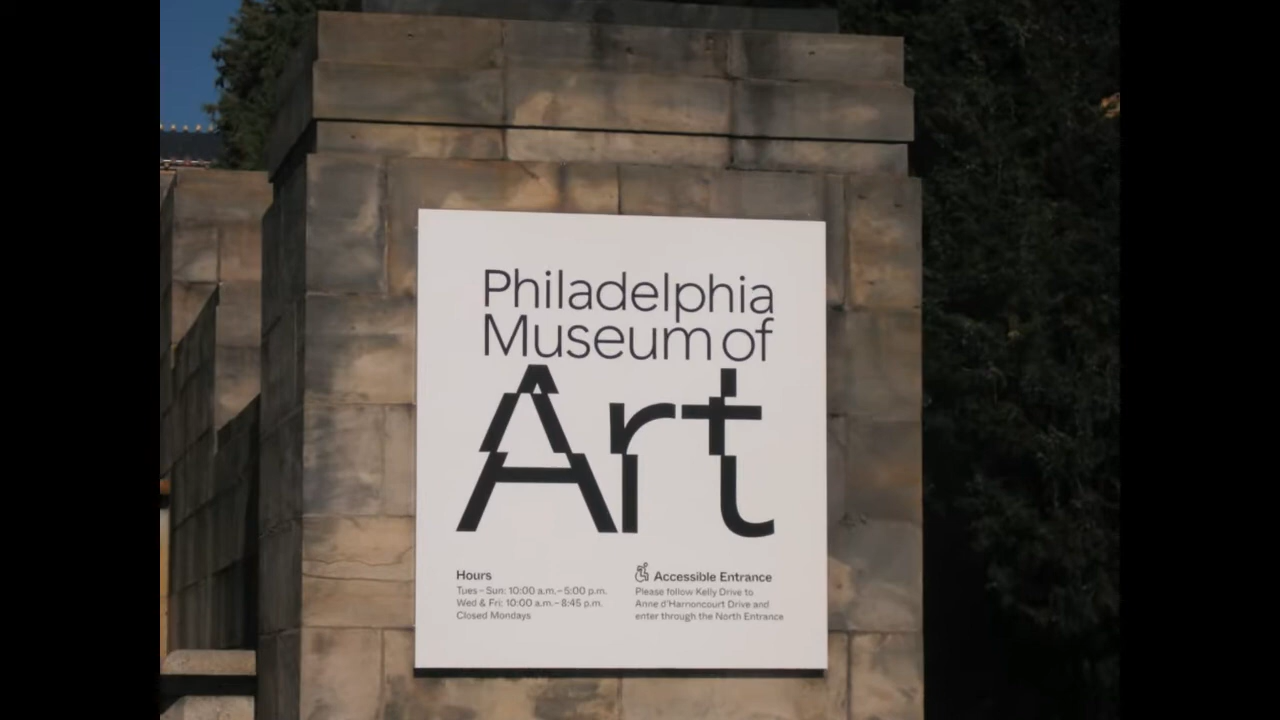 Philadelphia
Museum of
Art
Hours
Tues – Sun: 10:00 a.m. – 5:00 p.m.
Wed & Fri: 10:00 a.m. – 8:45 p.m.
Closed Mondays
Accessible Entrance
Please follow Kelly Drive to
Anne d'Harnoncourt Drive and
enter through the North Entrance